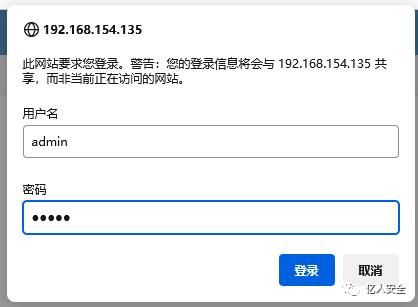 192.168.154.135
此网站要求您登录。警告：您的登录信息将会与 192.168.154.135 共
享，而非当前正在访问的网站。
用户名
admin
密码
●●●●●
登录 取消
亿人安全